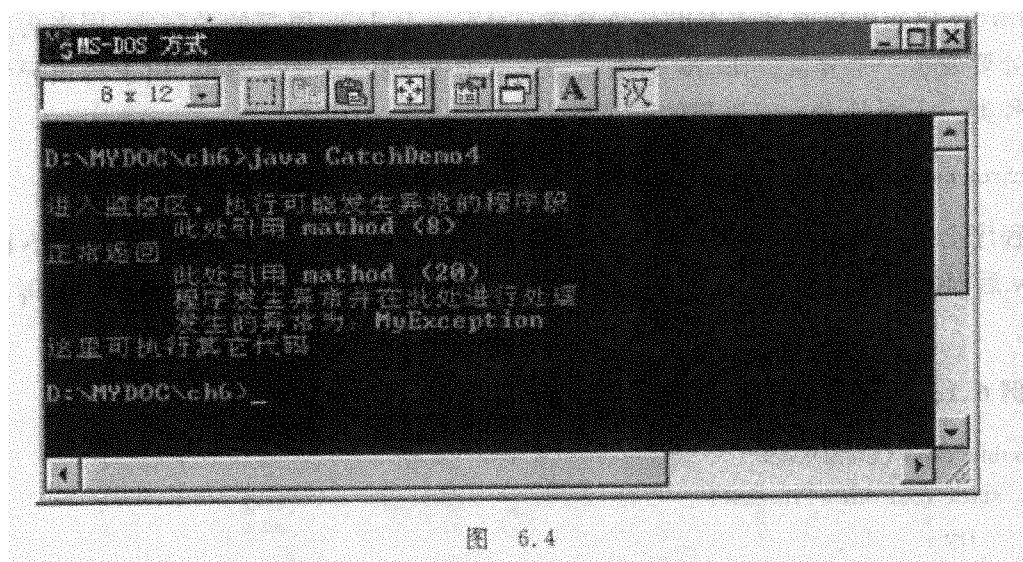 MS-DOS 方式
8 x 12
A 汉
D:\MYDOC\ch6>java CatchDemo4
进入监控区，执行可能发生异常的程序段
此处引用 mathod (8)
正常返回
此处引用 mathod (20)
程序发生异常并在此处进行处理
发生的异常为: MyException
这里可执行其它代码
D:\MYDOC\ch6>_
图 6.4